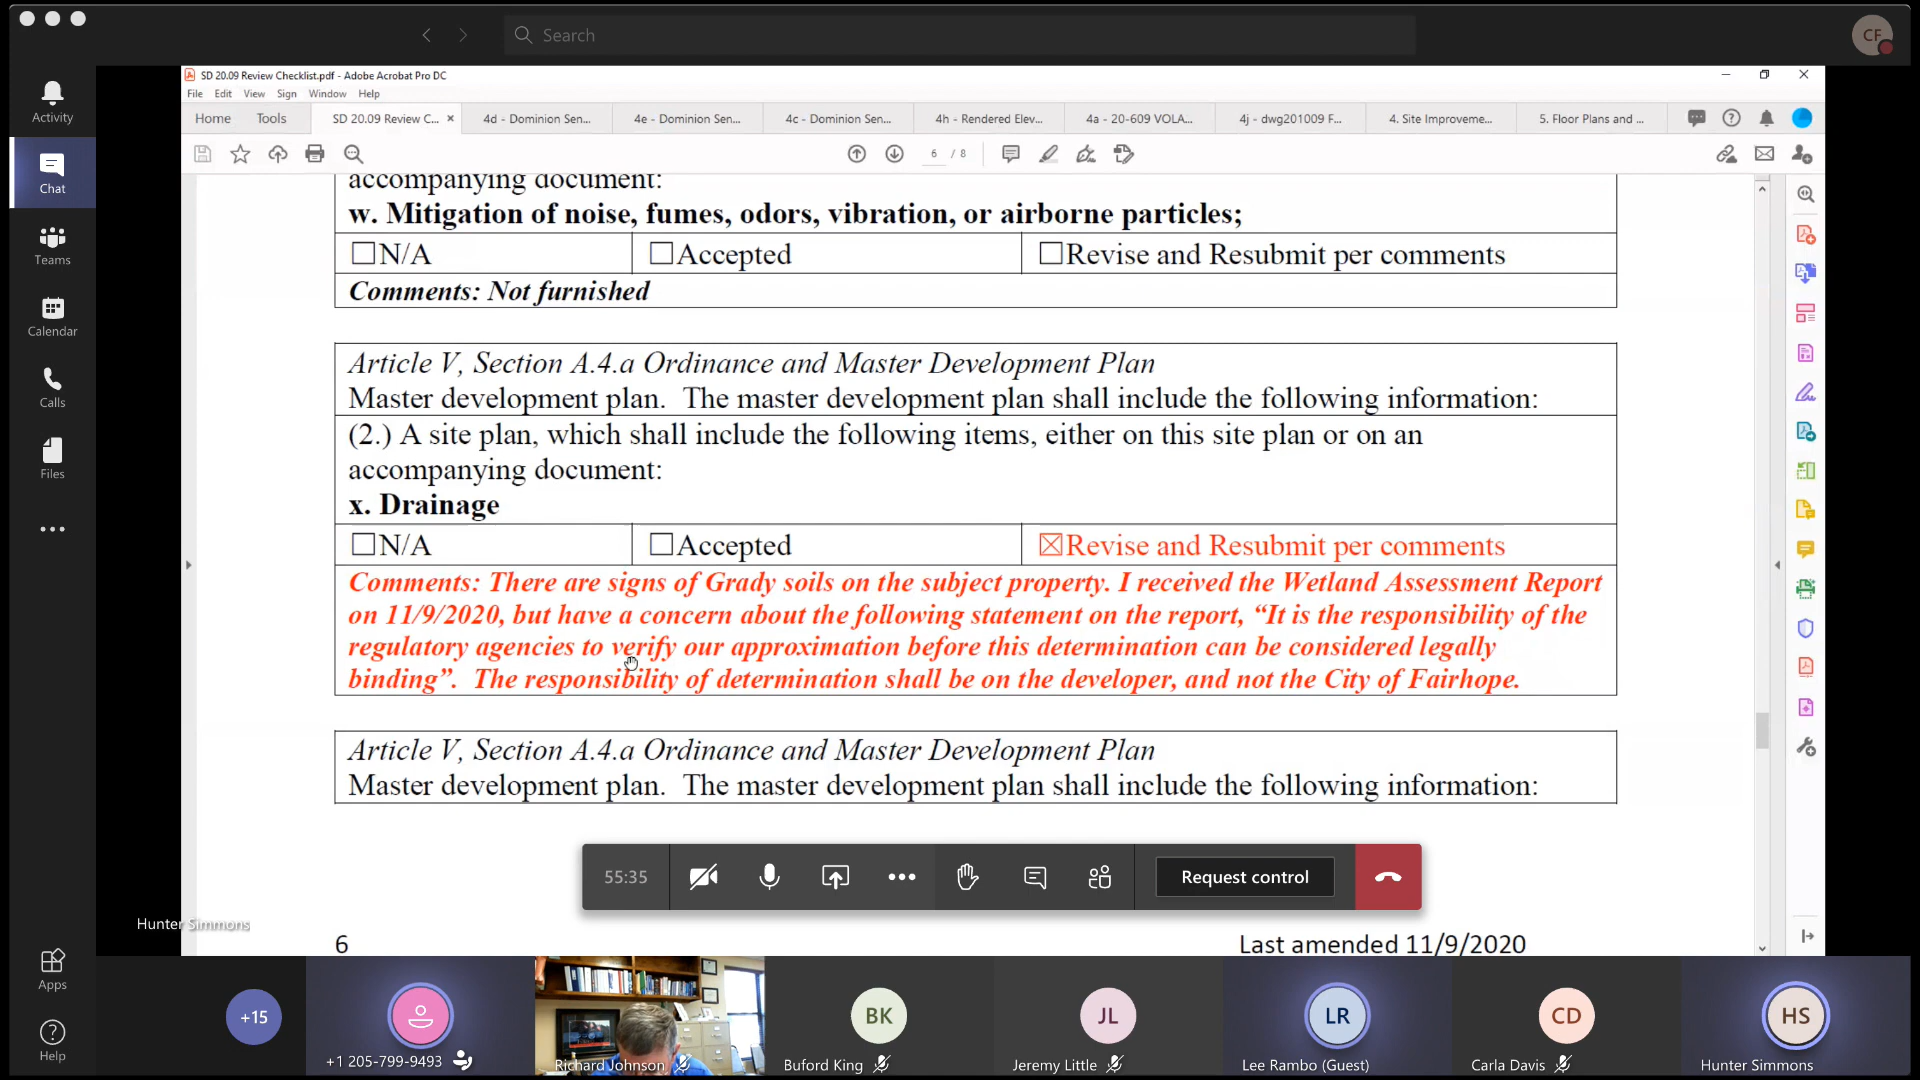 Search
CF
SD 20.09 Review Checklist.pdf - Adobe Acrobat Pro DC
File Edit View Sign Window Help
Home Tools SD 20.09 Review C... × 4d - Dominion Sen... 4e - Dominion Sen... 4c - Dominion Sen... 4h - Rendered Elev... 4a - 20-609 VOLA... 4j - dwg201009 F... 4. Site Improveme... 5. Floor Plans and ...
6 / 8
Activity
Chat
Teams
Calendar
Calls
Files
Apps
Help
accompanying document:
w. Mitigation of noise, fumes, odors, vibration, or airborne particles;
☐N/A ☐Accepted ☐Revise and Resubmit per comments
Comments: Not furnished
Article V, Section A.4.a Ordinance and Master Development Plan
Master development plan. The master development plan shall include the following information:
(2.) A site plan, which shall include the following items, either on this site plan or on an
accompanying document:
x. Drainage
☐N/A ☐Accepted ☒Revise and Resubmit per comments
Comments: There are signs of Grady soils on the subject property. I received the Wetland Assessment Report
on 11/9/2020, but have a concern about the following statement on the report, “It is the responsibility of the
regulatory agencies to verify our approximation before this determination can be considered legally
binding”. The responsibility of determination shall be on the developer, and not the City of Fairhope.
Article V, Section A.4.a Ordinance and Master Development Plan
Master development plan. The master development plan shall include the following information:
55:35 Request control
Hunter Simmons
6 Last amended 11/9/2020
+15 BK JL LR CD HS
+1 205-799-9493 Richard Johnson Buford King Jeremy Little Lee Rambo (Guest) Carla Davis Hunter Simmons